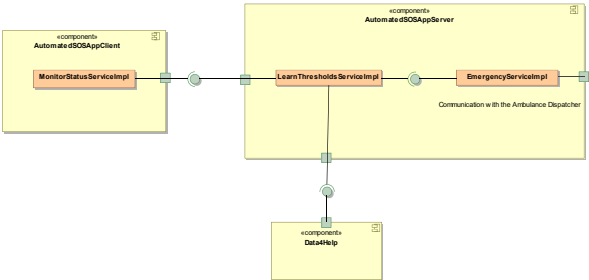 «component»
AutomatedSOSAppServer
«component»
AutomatedSOSAppClient
MonitorStatusServiceImpl
LearnThresholdsServiceImpl
EmergencyServiceImpl
Communication with the Ambulance Dispatcher
«component»
Data4Help